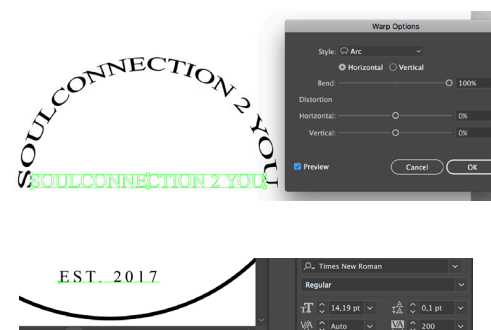 Warp Options
SOULCONNECTION 2 YOU
Style: Arc
Horizontal Vertical
Bend: 100%
Distortion
Horizontal: 0%
Vertical: 0%
SOULCONNECTION 2 YOU
Preview Cancel OK
EST. 2017
Times New Roman
Regular
14,19 pt 0,1 pt
Auto 200